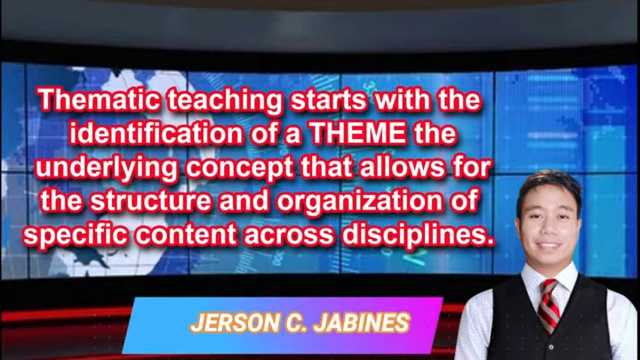 Thematic teaching starts with the
identification of a THEME the
underlying concept that allows for
the structure and organization of
specific content across disciplines.
JERSON C. JABINES